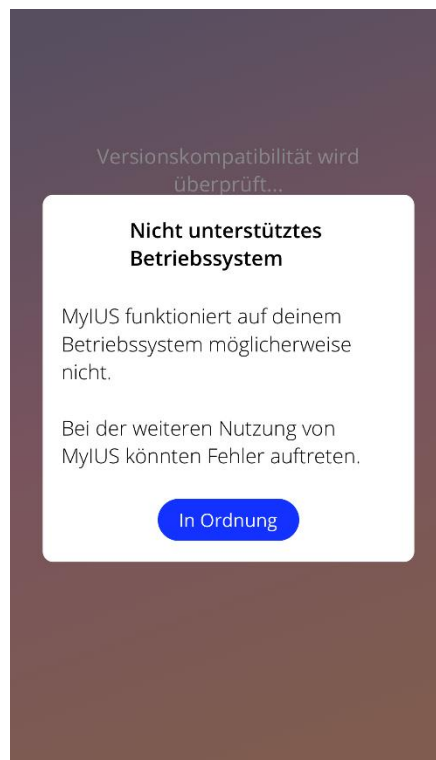 Versionskompatibilität wird
überprüft...
Nicht unterstütztes
Betriebssystem
MyIUS funktioniert auf deinem
Betriebssystem möglicherweise
nicht.
Bei der weiteren Nutzung von
MyIUS könnten Fehler auftreten.
In Ordnung